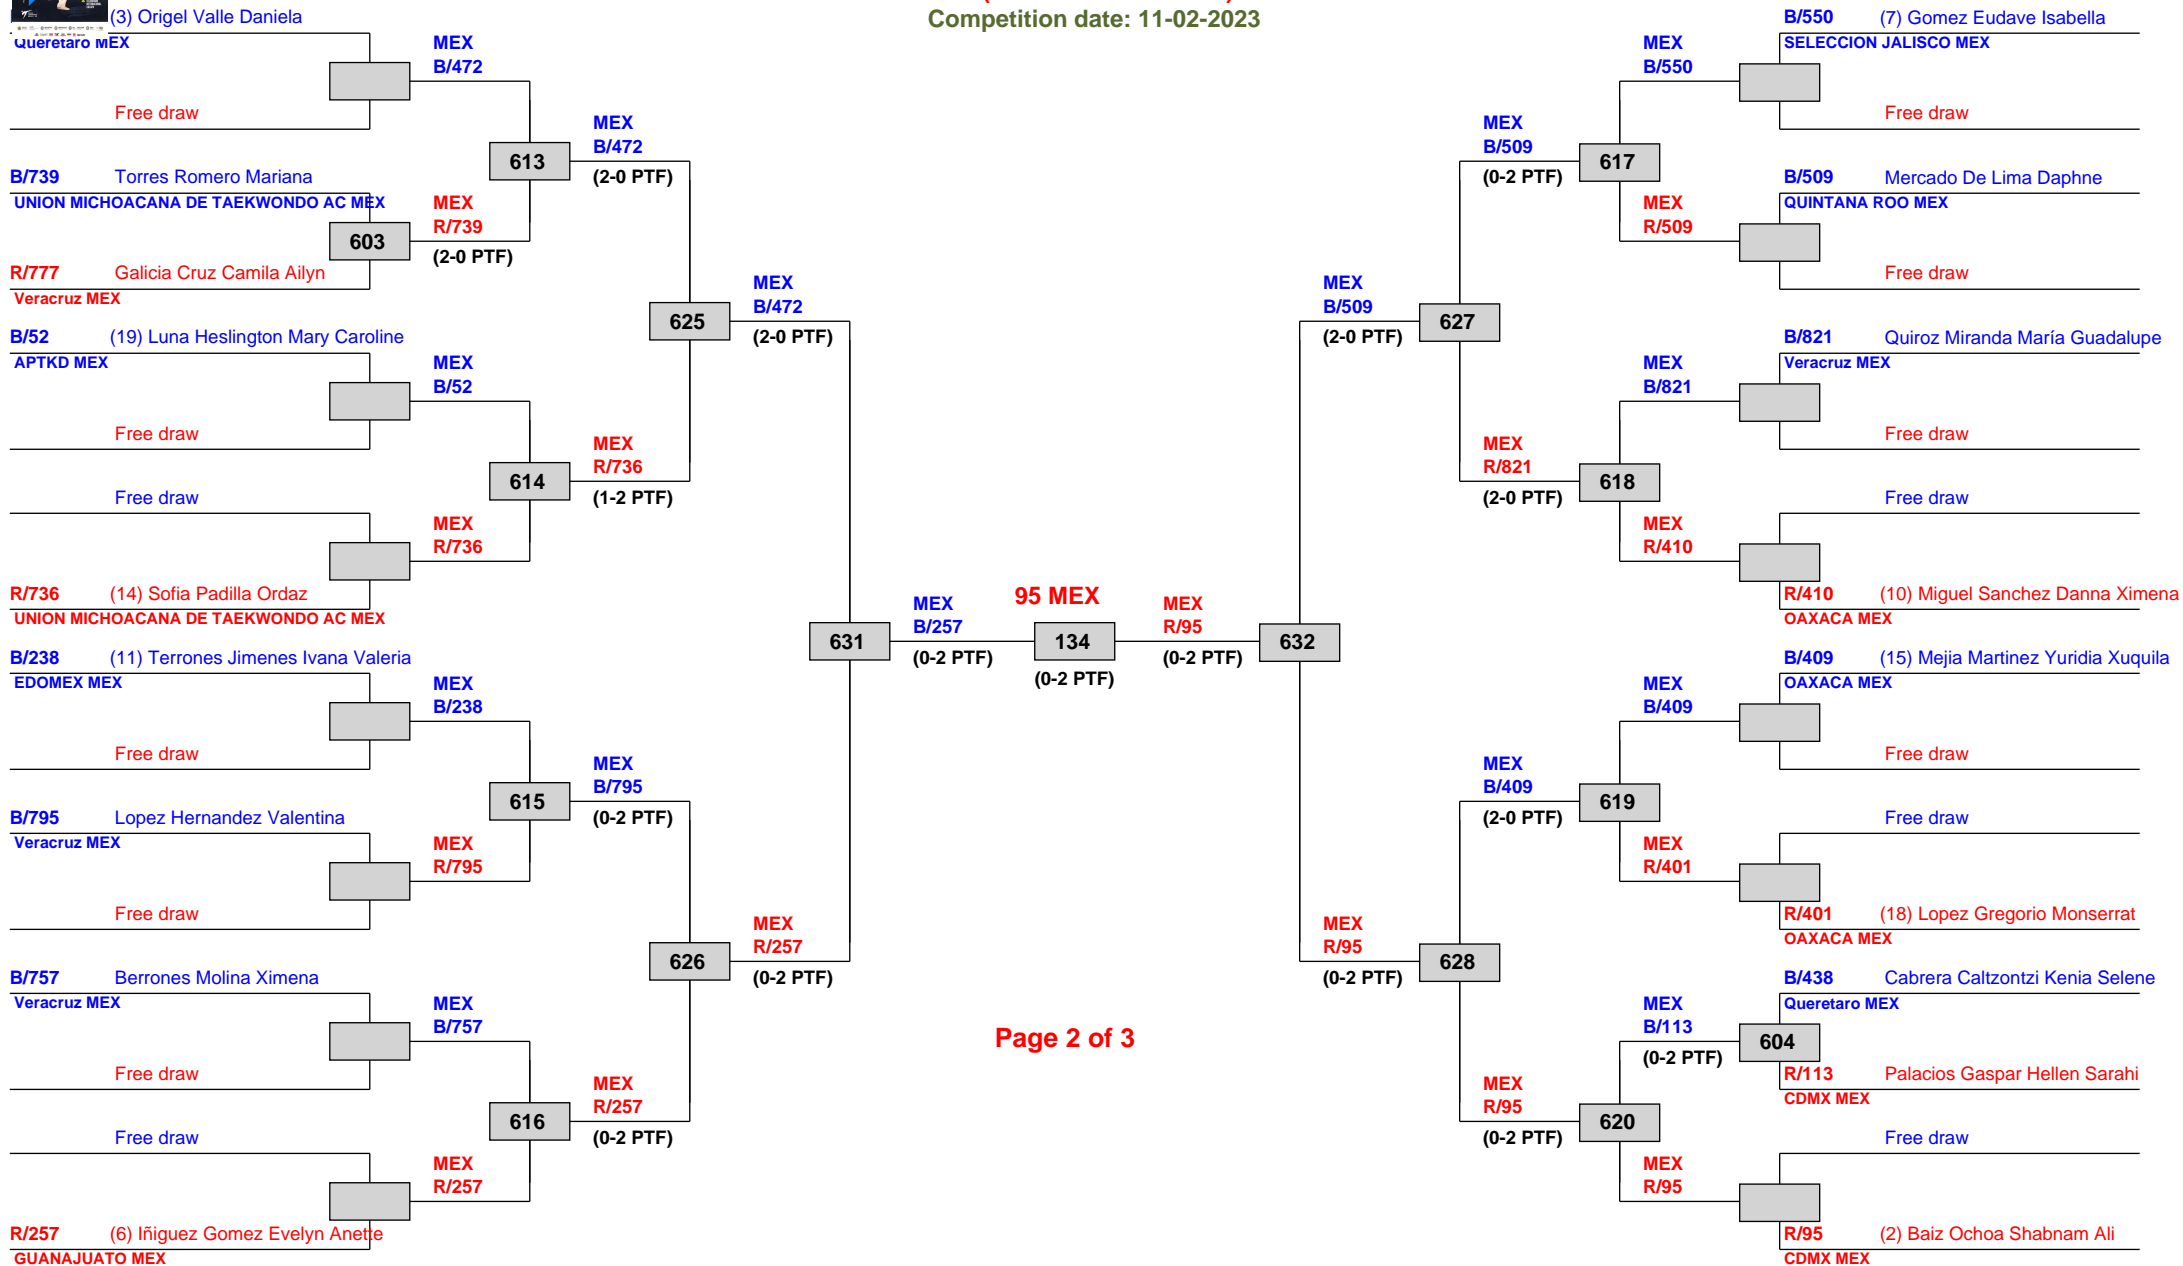 Competition date: 11-02-2023
(3) Origel Valle Daniela
Queretaro MEX
Free draw
B/739 Torres Romero Mariana
UNION MICHOACANA DE TAEKWONDO AC MEX
R/777 Galicia Cruz Camila Ailyn
Veracruz MEX
B/52 (19) Luna Heslington Mary Caroline
APTKD MEX
Free draw
Free draw
R/736 (14) Sofia Padilla Ordaz
UNION MICHOACANA DE TAEKWONDO AC MEX
B/238 (11) Terrones Jimenes Ivana Valeria
EDOMEX MEX
Free draw
B/795 Lopez Hernandez Valentina
Veracruz MEX
Free draw
B/757 Berrones Molina Ximena
Veracruz MEX
Free draw
Free draw
R/257 (6) Iñiguez Gomez Evelyn Anette
GUANAJUATO MEX
603
MEX
B/472
MEX
R/739
(2-0 PTF)
MEX
B/52
MEX
R/736
MEX
B/238
MEX
R/795
MEX
B/757
MEX
R/257
613
614
615
616
MEX
B/472
(2-0 PTF)
MEX
R/736
(1-2 PTF)
MEX
B/795
(0-2 PTF)
MEX
R/257
(0-2 PTF)
625
626
MEX
B/472
(2-0 PTF)
MEX
R/257
(0-2 PTF)
631
MEX
B/257
(0-2 PTF)
95 MEX
134
(0-2 PTF)
Page 2 of 3
MEX
R/95
(0-2 PTF)
632
MEX
B/509
(2-0 PTF)
MEX
R/95
(0-2 PTF)
627
628
MEX
B/509
(0-2 PTF)
MEX
R/821
(2-0 PTF)
MEX
B/409
(2-0 PTF)
MEX
R/95
(0-2 PTF)
617
618
619
620
MEX
B/550
MEX
R/509
MEX
B/821
MEX
R/410
MEX
B/409
MEX
R/401
MEX
B/113
(0-2 PTF)
MEX
R/95
604
B/550 (7) Gomez Eudave Isabella
SELECCION JALISCO MEX
Free draw
B/509 Mercado De Lima Daphne
QUINTANA ROO MEX
Free draw
B/821 Quiroz Miranda María Guadalupe
Veracruz MEX
Free draw
Free draw
R/410 (10) Miguel Sanchez Danna Ximena
OAXACA MEX
B/409 (15) Mejia Martinez Yuridia Xuquila
OAXACA MEX
Free draw
Free draw
R/401 (18) Lopez Gregorio Monserrat
OAXACA MEX
B/438 Cabrera Caltzontzi Kenia Selene
Queretaro MEX
R/113 Palacios Gaspar Hellen Sarahi
CDMX MEX
Free draw
R/95 (2) Baiz Ochoa Shabnam Ali
CDMX MEX